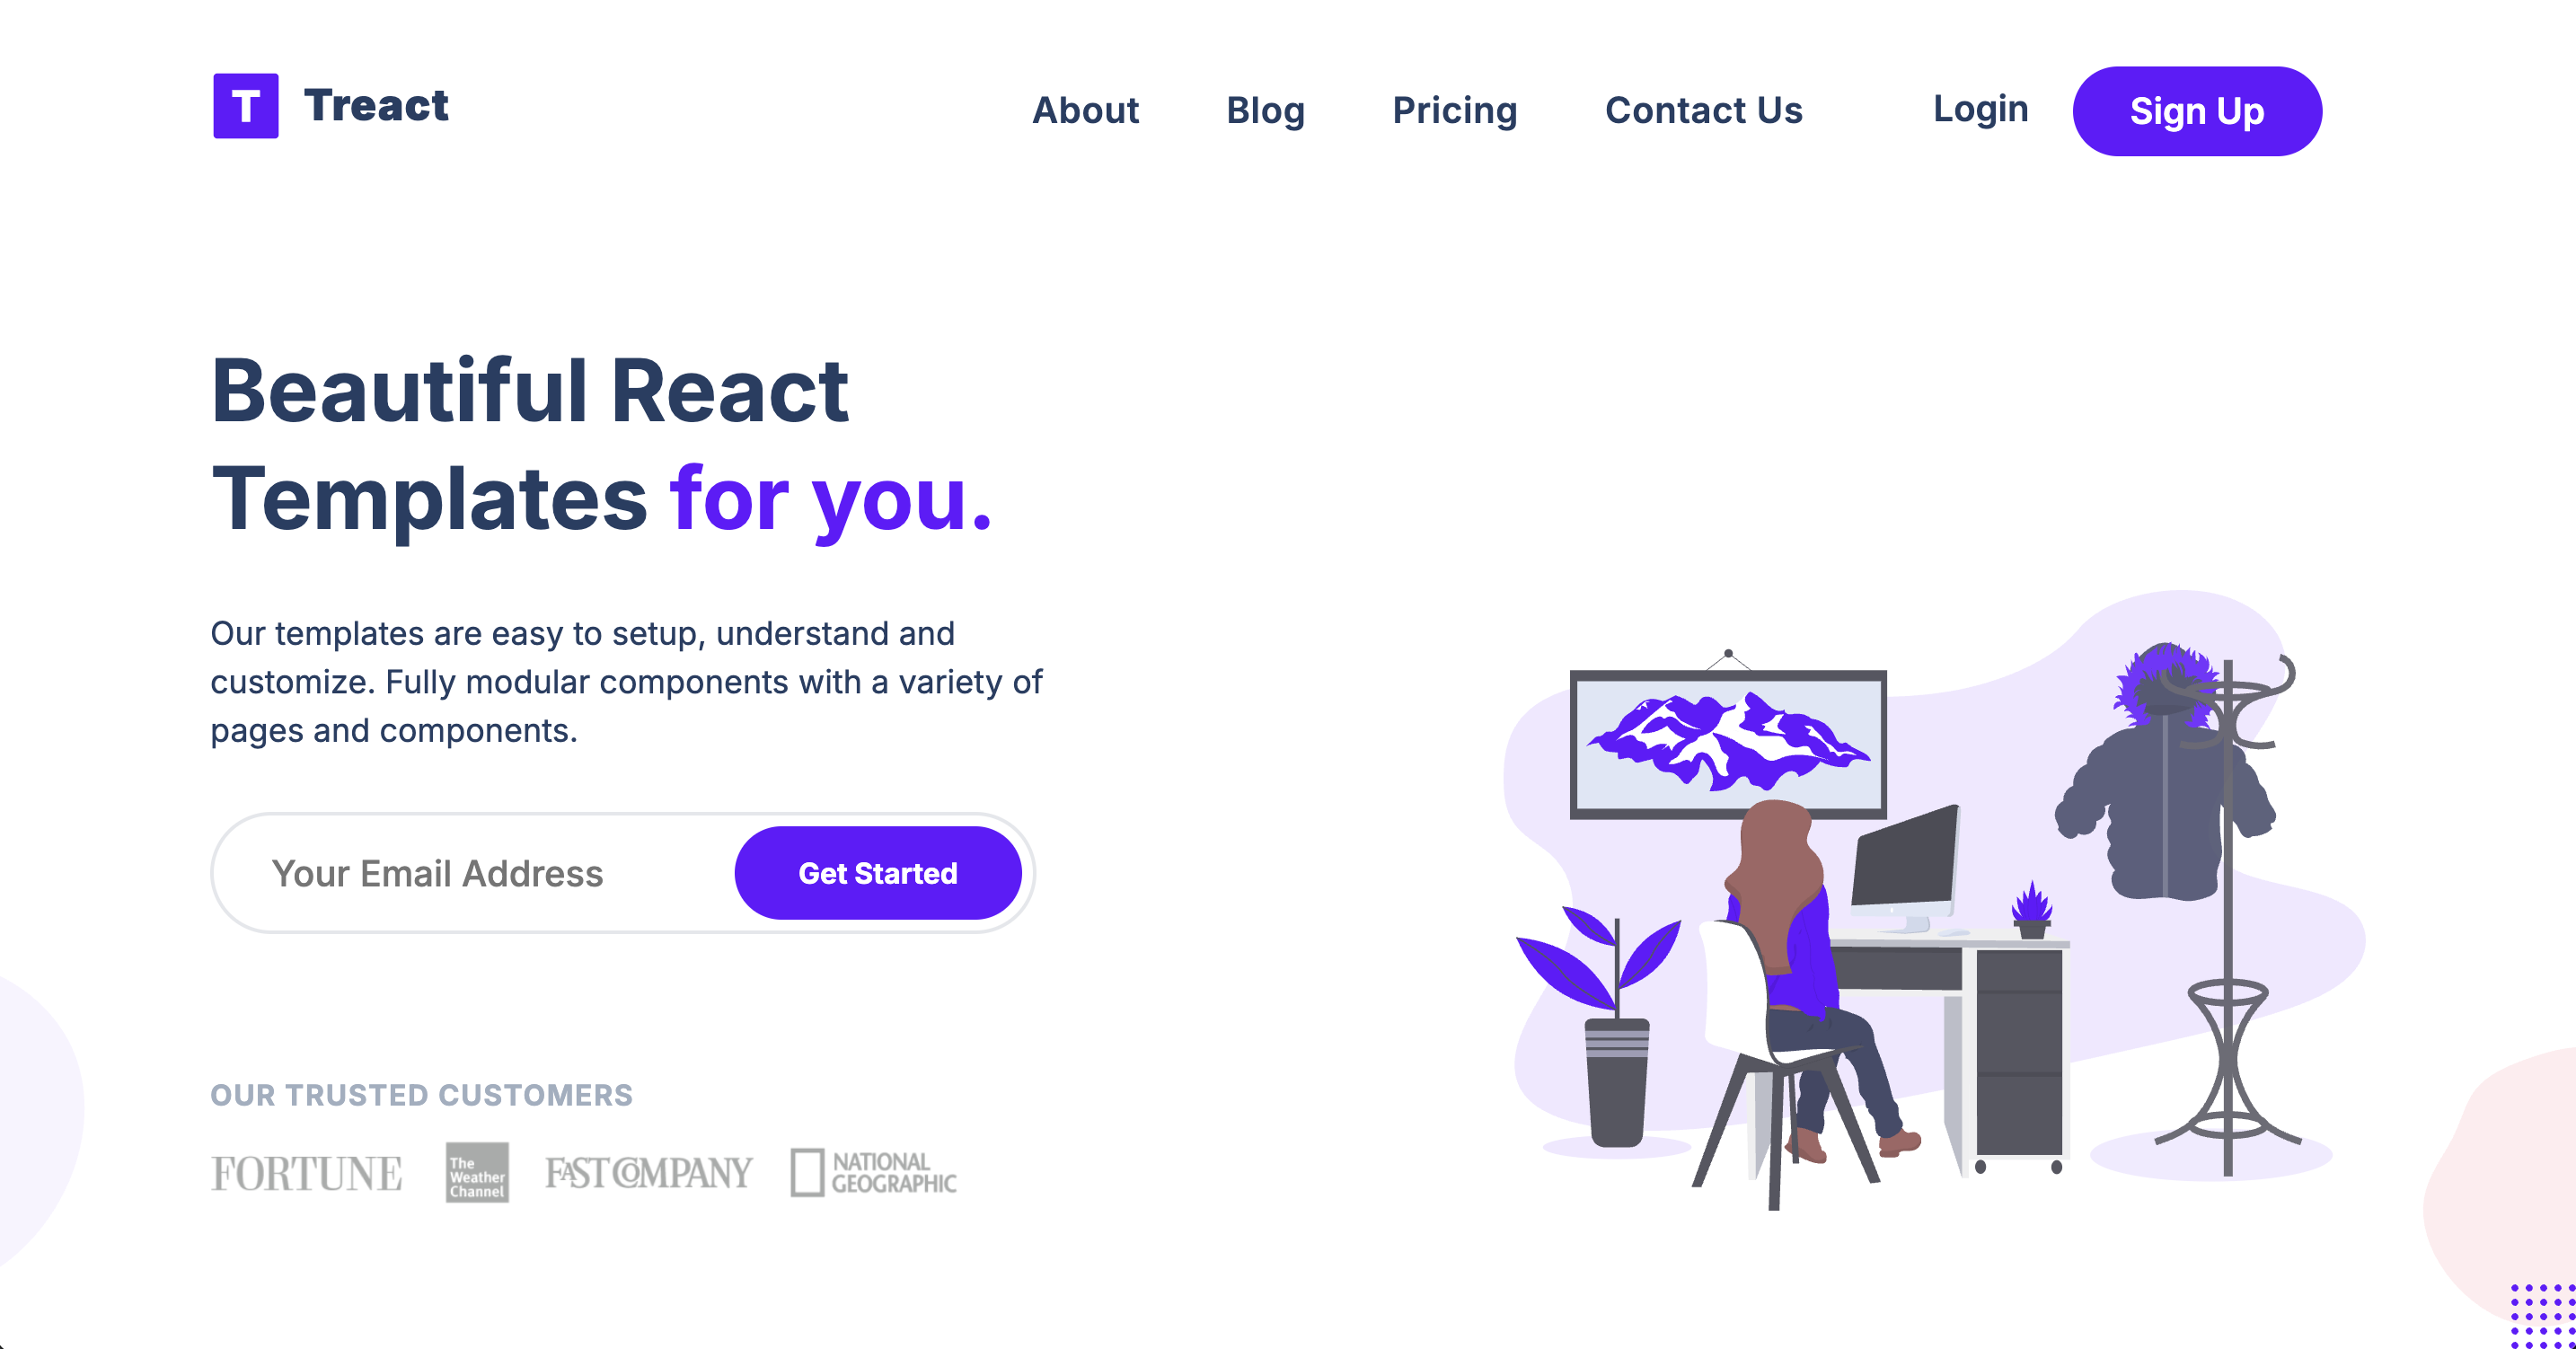 T Treact
About Blog Pricing Contact Us Login Sign Up
Beautiful React
Templates for you.
Our templates are easy to setup, understand and
customize. Fully modular components with a variety of
pages and components.
Your Email Address
Get Started
OUR TRUSTED CUSTOMERS
FORTUNE
The
Weather
Channel
FAST COMPANY
NATIONAL
GEOGRAPHIC